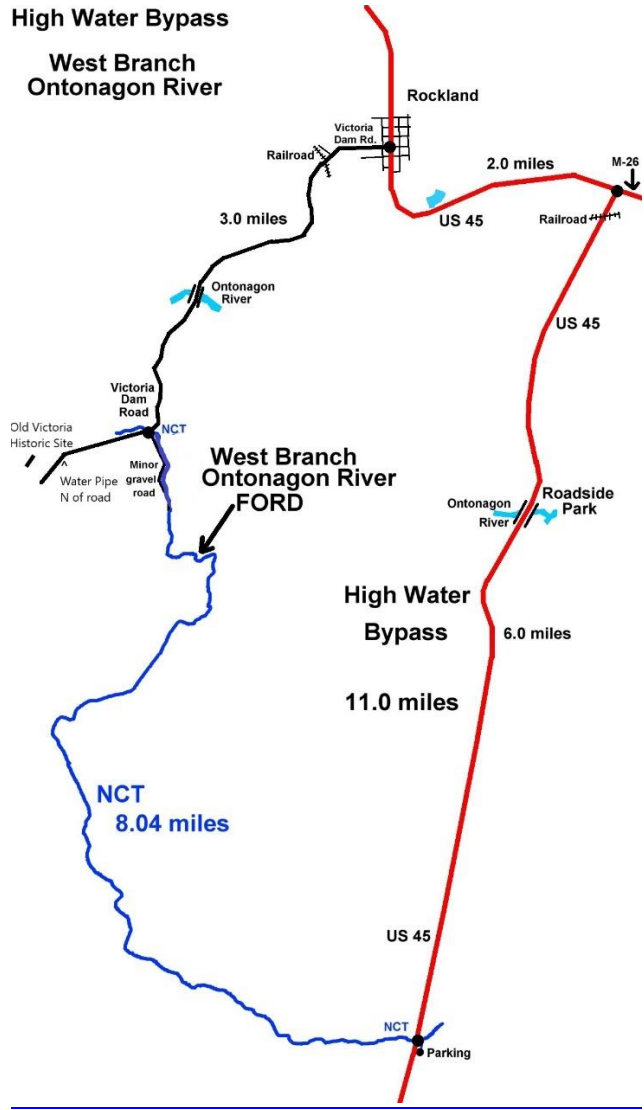 High Water Bypass
West Branch
Ontonagon River
Rockland
Victoria
Dam Rd.
Railroad
2.0 miles
M-26
3.0 miles
US 45
Railroad
Ontonagon
River
US 45
Victoria
Dam
Road
NCT
Old Victoria
Historic Site
^
Water Pipe
N of road
Minor
gravel
road
West Branch
Ontonagon River
FORD
Ontonagon
River
Roadside
Park
High Water
Bypass
6.0 miles
11.0 miles
NCT
8.04 miles
US 45
NCT
Parking